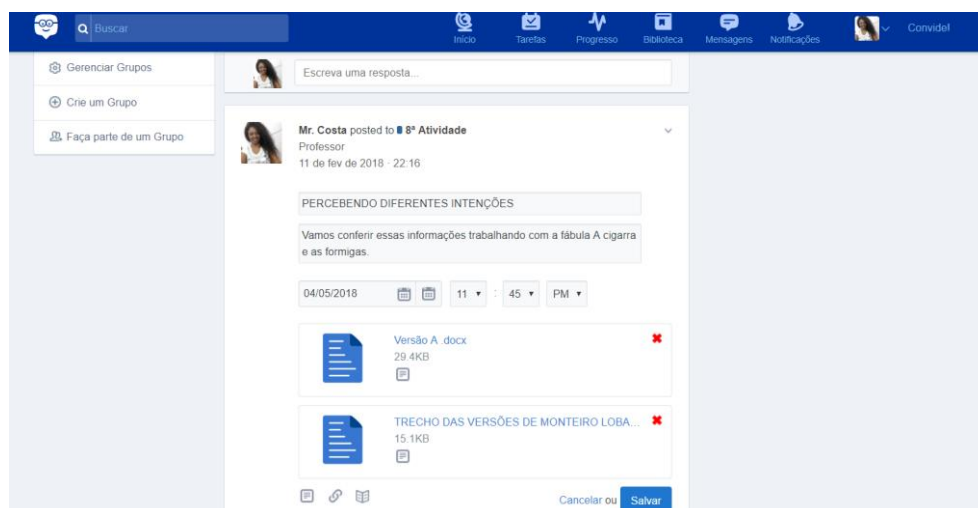 Buscar
Início
Tarefas
Progresso
Biblioteca
Mensagens
Notificações
Convidel
Gerenciar Grupos
Crie um Grupo
Faça parte de um Grupo
Escreva uma resposta...
Mr. Costa posted to 8ª Atividade
Professor
11 de fev de 2018 · 22:16
PERCEBENDO DIFERENTES INTENÇÕES
Vamos conferir essas informações trabalhando com a fábula A cigarra
e as formigas.
04/05/2018 11 : 45 PM
Versão A .docx
29.4KB
TRECHO DAS VERSÕES DE MONTEIRO LOBA...
15.1KB
Cancelar ou Salvar